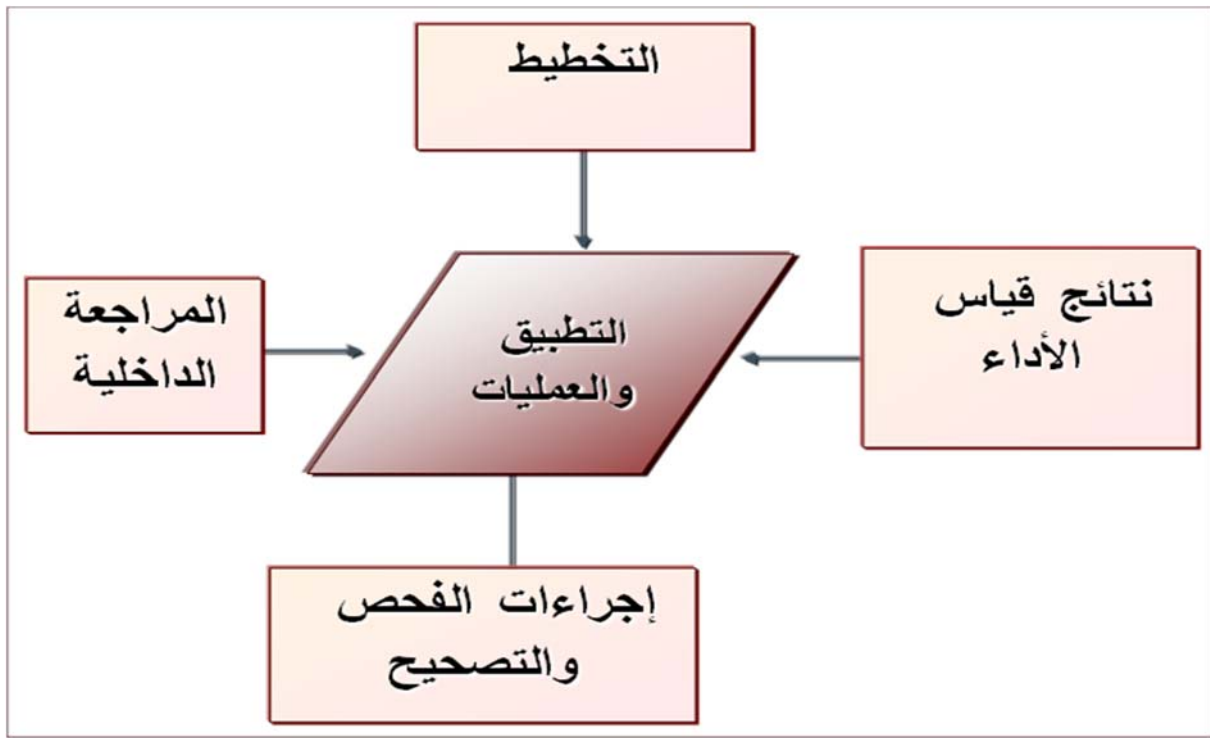 التخطيط
نتائج قياس
الأداء
التطبيق
والعمليات
المراجعة
الداخلية
إجراءات الفحص
والتصحيح